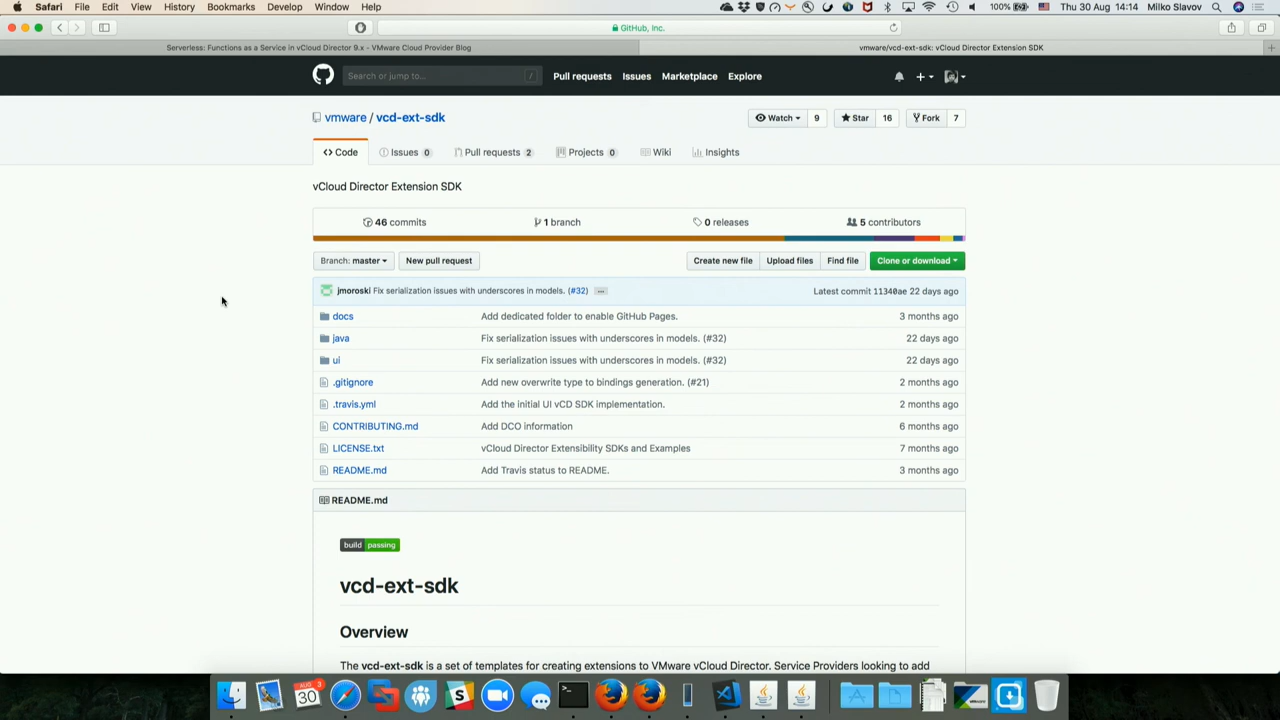 Safari File Edit View History Bookmarks Develop Window Help 100% Thu 30 Aug 14:14 Milko Slavov
GitHub, Inc.
Serverless: Functions as a Service in vCloud Director 9.x - VMware Cloud Provider Blog vmware/vcd-ext-sdk: vCloud Director Extension SDK
Search or jump to... / Pull requests Issues Marketplace Explore
vmware / vcd-ext-sdk Watch 9 Star 16 Fork 7
Code Issues 0 Pull requests 2 Projects 0 Wiki Insights
vCloud Director Extension SDK
46 commits 1 branch 0 releases 5 contributors
Branch: master New pull request Create new file Upload files Find file Clone or download
jmoroski Fix serialization issues with underscores in models. (#32) ... Latest commit 11340ae 22 days ago
docs Add dedicated folder to enable GitHub Pages. 3 months ago
java Fix serialization issues with underscores in models. (#32) 22 days ago
ui Fix serialization issues with underscores in models. (#32) 22 days ago
.gitignore Add new overwrite type to bindings generation. (#21) 2 months ago
.travis.yml Add the initial UI vCD SDK implementation. 2 months ago
CONTRIBUTING.md Add DCO information 6 months ago
LICENSE.txt vCloud Director Extensibility SDKs and Examples 7 months ago
README.md Add Travis status to README. 3 months ago
README.md
build passing
vcd-ext-sdk
Overview
The vcd-ext-sdk is a set of templates for creating extensions to VMware vCloud Director. Service Providers looking to add
AUG
30
3